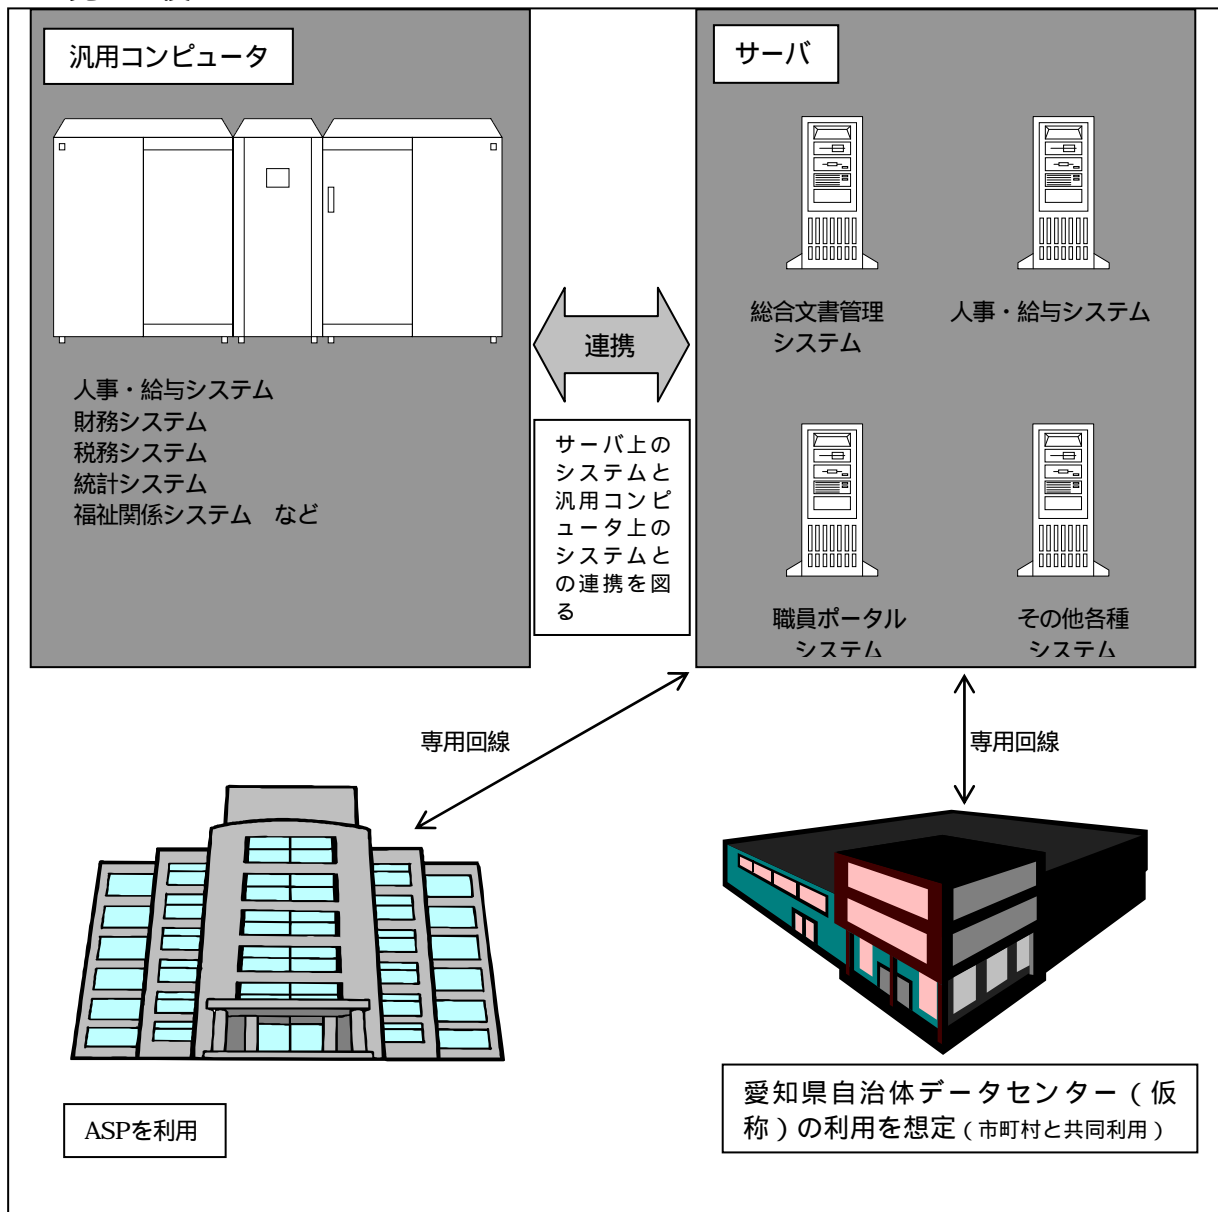 汎用コンピュータ
人事・給与システム
財務システム
税務システム
統計システム
福祉関係システム　など
連携
サーバ上の
システムと
汎用コンピ
ュータ上の
システムと
の連携を図
る
サーバ
総合文書管理
システム
人事・給与システム
職員ポータル
システム
その他各種
システム
専用回線
専用回線
ASPを利用
愛知県自治体データセンター（仮
称）の利用を想定（市町村と共同利用）